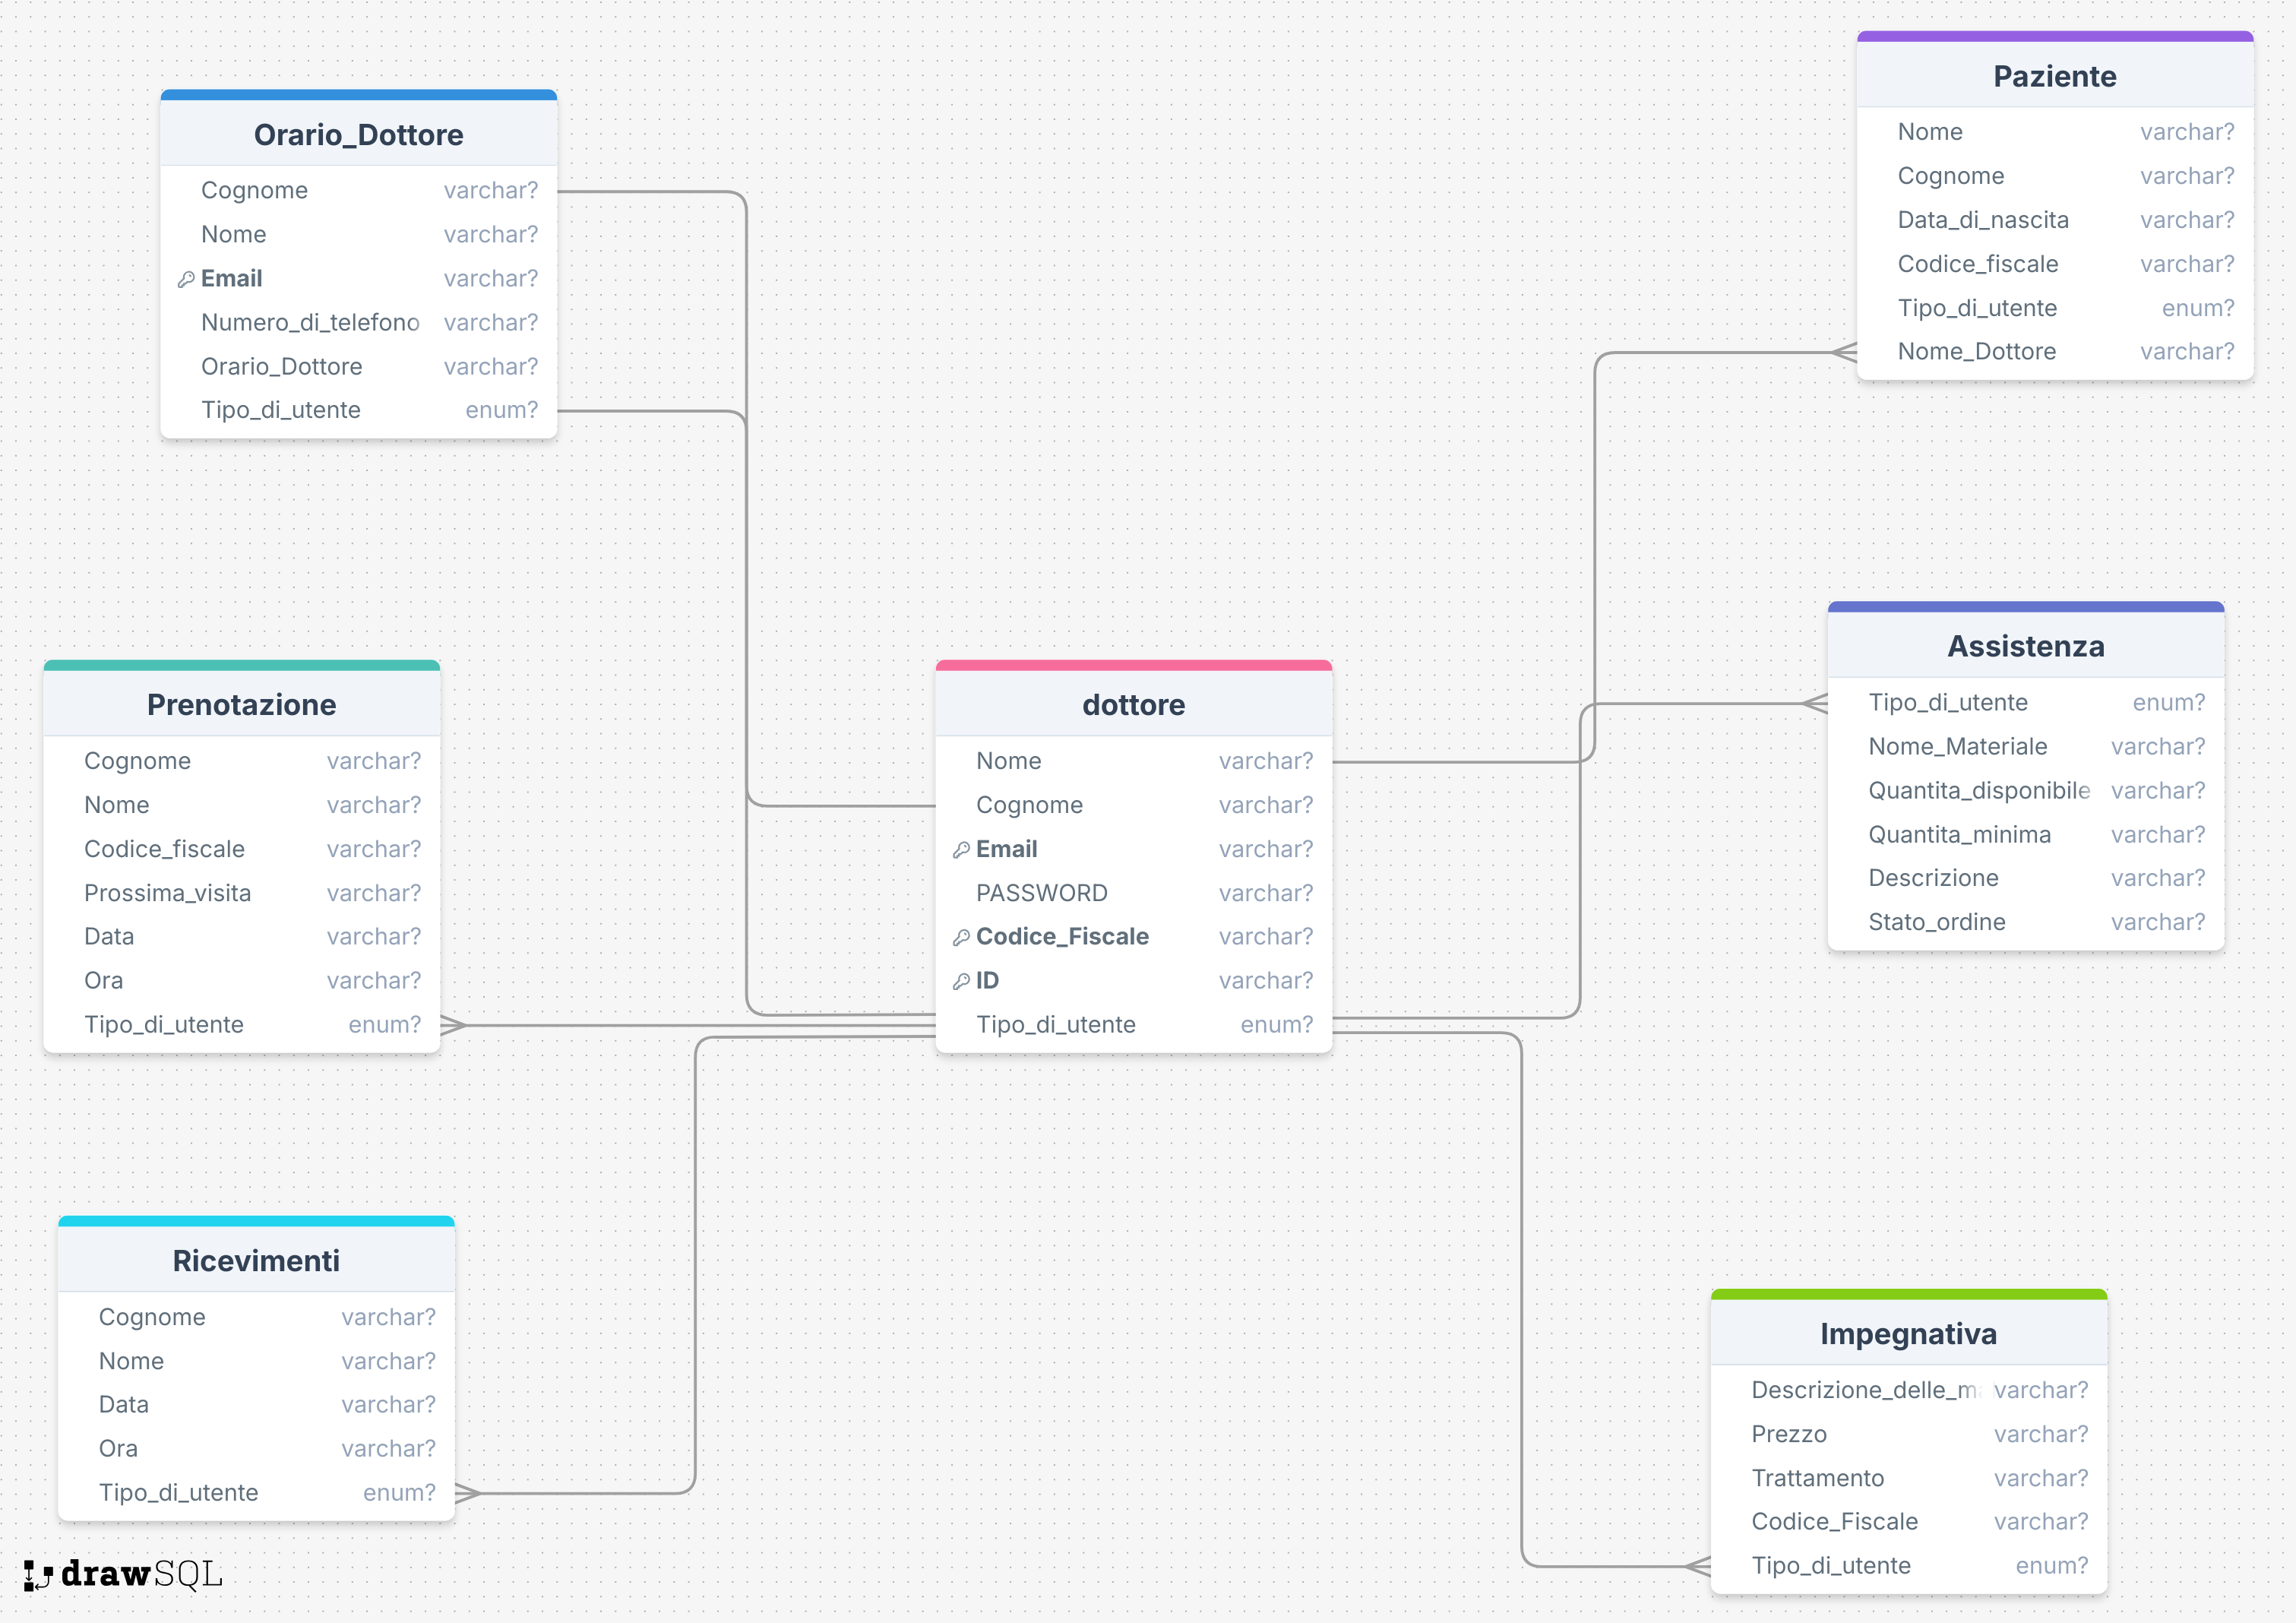 Orario_Dottore
Cognome varchar?
Nome varchar?
Email varchar?
Numero_di_telefono varchar?
Orario_Dottore varchar?
Tipo_di_utente enum?
Paziente
Nome varchar?
Cognome varchar?
Data_di_nascita varchar?
Codice_fiscale varchar?
Tipo_di_utente enum?
Nome_Dottore varchar?
Prenotazione
Cognome varchar?
Nome varchar?
Codice_fiscale varchar?
Prossima_visita varchar?
Data varchar?
Ora varchar?
Tipo_di_utente enum?
dottore
Nome varchar?
Cognome varchar?
Email varchar?
PASSWORD varchar?
Codice_Fiscale varchar?
ID varchar?
Tipo_di_utente enum?
Assistenza
Tipo_di_utente enum?
Nome_Materiale varchar?
Quantita_disponibile varchar?
Quantita_minima varchar?
Descrizione varchar?
Stato_ordine varchar?
Ricevimenti
Cognome varchar?
Nome varchar?
Data varchar?
Ora varchar?
Tipo_di_utente enum?
Impegnativa
Descrizione_delle_m varchar?
Prezzo varchar?
Trattamento varchar?
Codice_Fiscale varchar?
Tipo_di_utente enum?
drawSQL